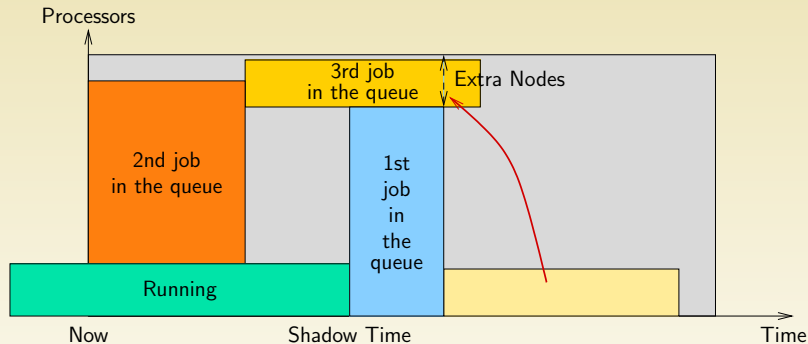 Processors
3rd job
in the queue
Extra Nodes
2nd job
in the queue
1st
job
in
the
queue
Running
Now
Shadow Time
Time